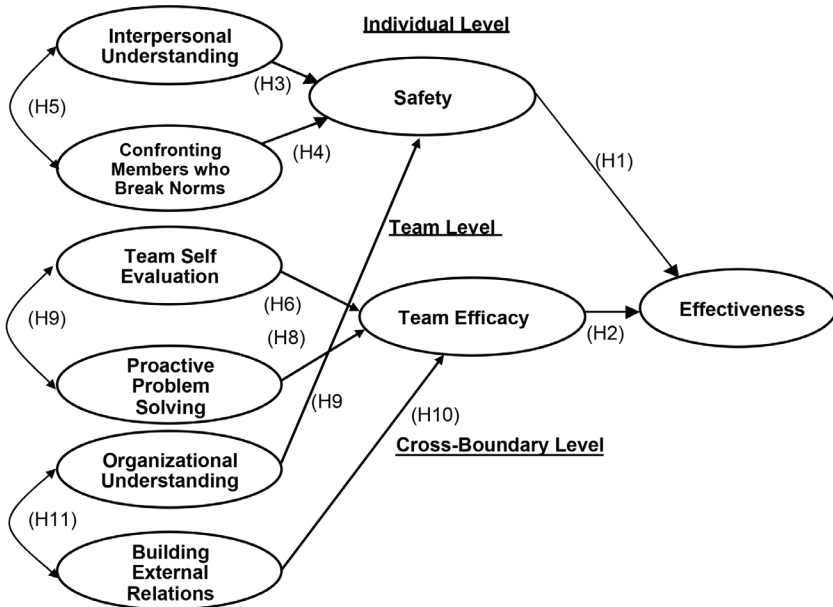 Individual Level
Interpersonal
Understanding
(H3)
Safety
(H5)
(H4)
(H1)
Confronting
Members who
Break Norms
Team Level
Team Self
Evaluation
(H6)
(H9)
Team Efficacy
(H2)
Effectiveness
(H8)
Proactive
Problem
Solving
(H9
(H10)
Cross-Boundary Level
Organizational
Understanding
(H11)
Building
External
Relations